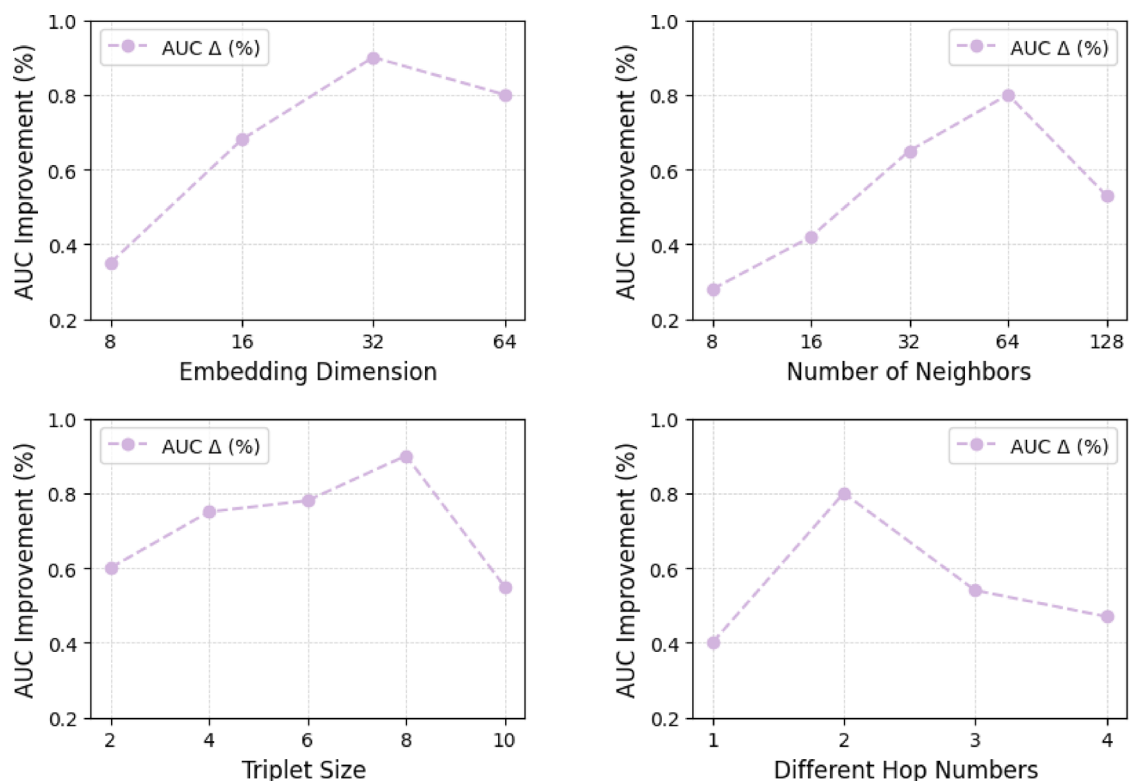 AUC Improvement (%)
1.0
0.8
0.6
0.4
0.2
AUC Δ (%)
8 16 32 64
Embedding Dimension
AUC Improvement (%)
1.0
0.8
0.6
0.4
0.2
AUC Δ (%)
8 16 32 64 128
Number of Neighbors
AUC Improvement (%)
1.0
0.8
0.6
0.4
0.2
AUC Δ (%)
2 4 6 8 10
Triplet Size
AUC Improvement (%)
1.0
0.8
0.6
0.4
0.2
AUC Δ (%)
1 2 3 4
Different Hop Numbers